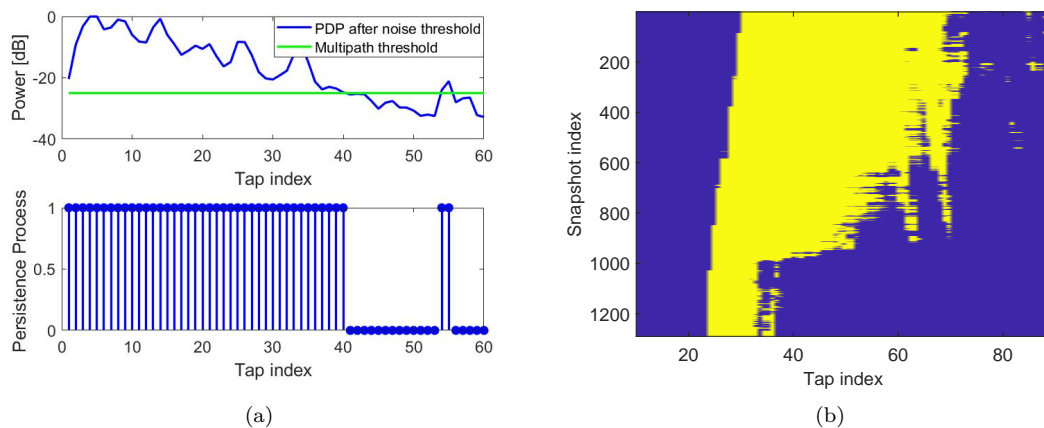 Power [dB]
0
-20
-40
PDP after noise threshold
Multipath threshold
0 10 20 30 40 50 60
Tap index
Persistence Process
1
0.5
0
0 10 20 30 40 50 60
Tap index
(a)
Snapshot index
200
400
600
800
1000
1200
20 40 60 80
Tap index
(b)